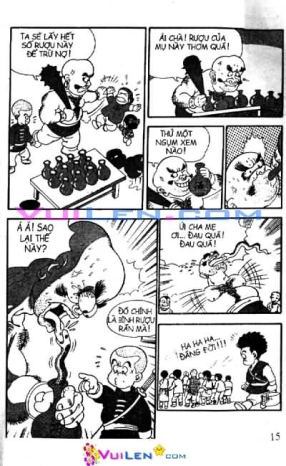 TA SẼ LẤY HẾT
SỐ RƯỢU NÀY
ĐỂ TRỪ NỢ!
ÁI CHÀ! RƯỢU CỦA
MỤ NÀY THƠM QUÁ!
THỬ MỘT
NGỤM XEM
NÀO!
Á Á! SAO
LẠI THẾ
NÀY?
ĐÓ CHÍNH
LÀ BÌNH RƯỢU
RẮN MÀ!
ÚI CHA MẸ
ƠI... ĐAU QUÁ!
ĐAU QUÁ!
HA HA HA...
ĐÁNG ĐỜI!!!
15
VUILEN.COM
VUILEN.COM